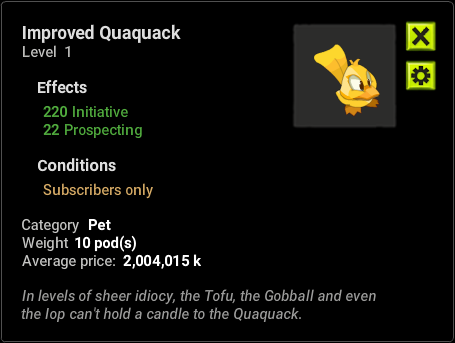 Improved Quaquack
Level 1
Effects
220 Initiative
22 Prospecting
Conditions
Subscribers only
Category Pet
Weight 10 pod(s)
Average price: 2,004,015 k
In levels of sheer idiocy, the Tofu, the Gobball and even
the Iop can't hold a candle to the Quaquack.